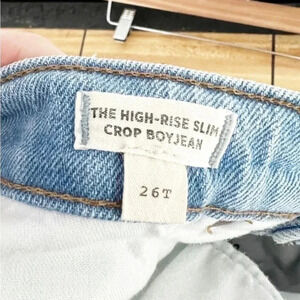 THE HIGH-RISE SLIM
CROP BOYJEAN
26T